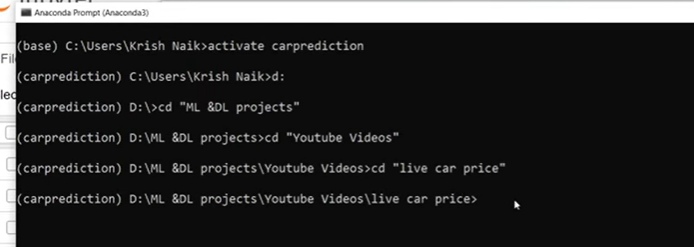 Anaconda Prompt (Anaconda3)
(base) C:\Users\Krish Naik>activate carprediction
(carprediction) C:\Users\Krish Naik>d:
(carprediction) D:\>cd "ML &DL projects"
(carprediction) D:\ML &DL projects>cd "Youtube Videos"
(carprediction) D:\ML &DL projects\Youtube Videos>cd "live car price"
(carprediction) D:\ML &DL projects\Youtube Videos\live car price>